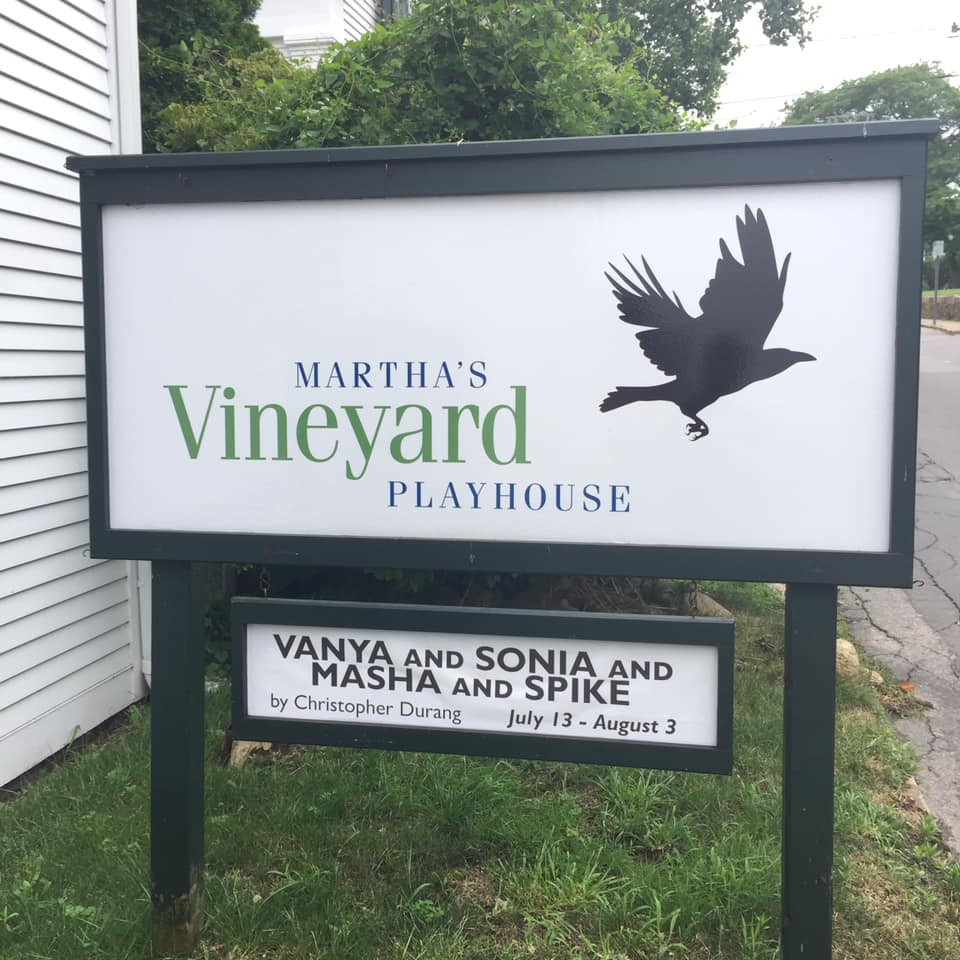 MARTHA'S
Vineyard
PLAYHOUSE
VANYA AND SONIA AND
MASHA AND SPIKE
by Christopher Durang July 13 - August 3